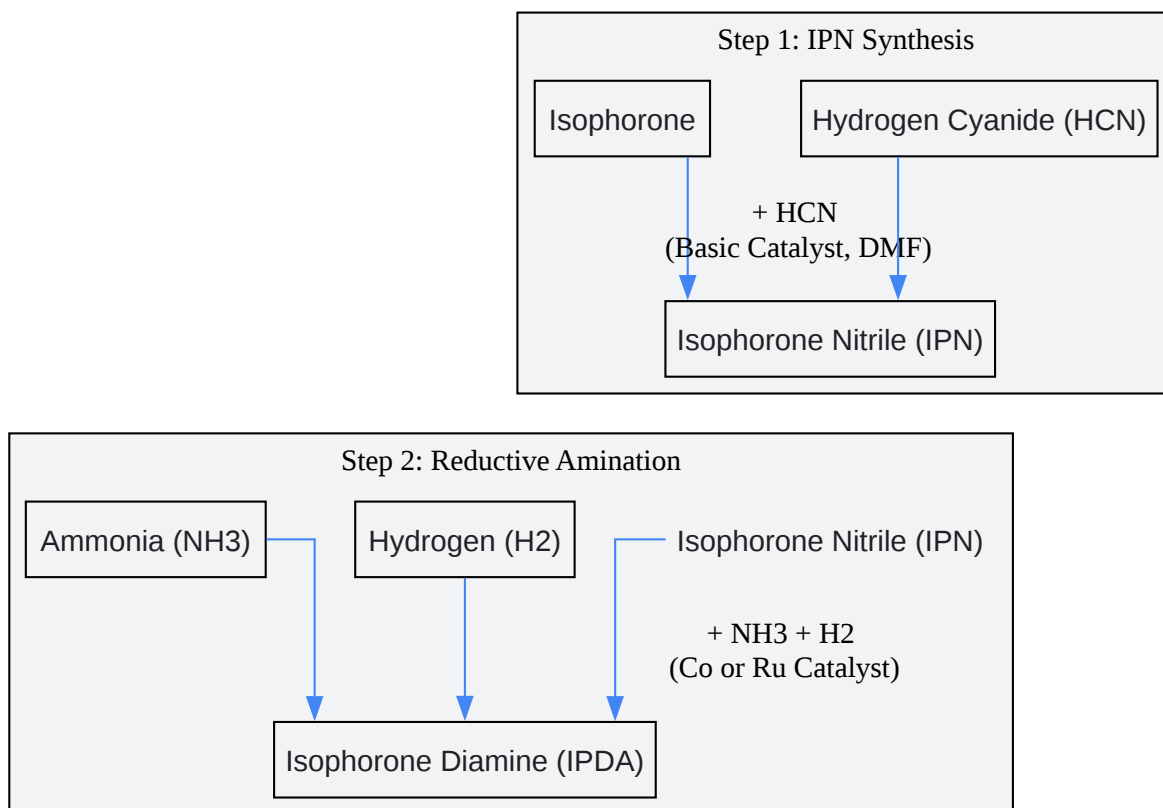 Step 1: IPN Synthesis
Isophorone
Hydrogen Cyanide (HCN)
+ HCN
(Basic Catalyst, DMF)
Isophorone Nitrile (IPN)
Step 2: Reductive Amination
Ammonia (NH3)
Hydrogen (H2)
Isophorone Nitrile (IPN)
+ NH3 + H2
(Co or Ru Catalyst)
Isophorone Diamine (IPDA)